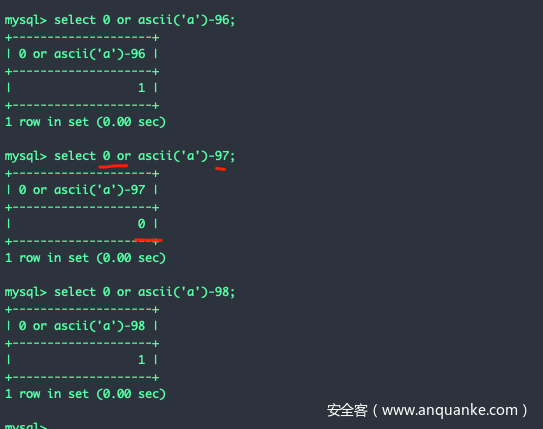 mysql> select 0 or ascii('a')-96;
+--------------------+
| 0 or ascii('a')-96 |
+--------------------+
|                  1 |
+--------------------+
1 row in set (0.00 sec)
mysql> select 0 or ascii('a')-97;
+--------------------+
| 0 or ascii('a')-97 |
+--------------------+
|                  0 |
+--------------------+
1 row in set (0.00 sec)
mysql> select 0 or ascii('a')-98;
+--------------------+
| 0 or ascii('a')-98 |
+--------------------+
|                  1 |
+--------------------+
1 row in set (0.00 sec)
安全客（www.anquanke.com）
mysql>